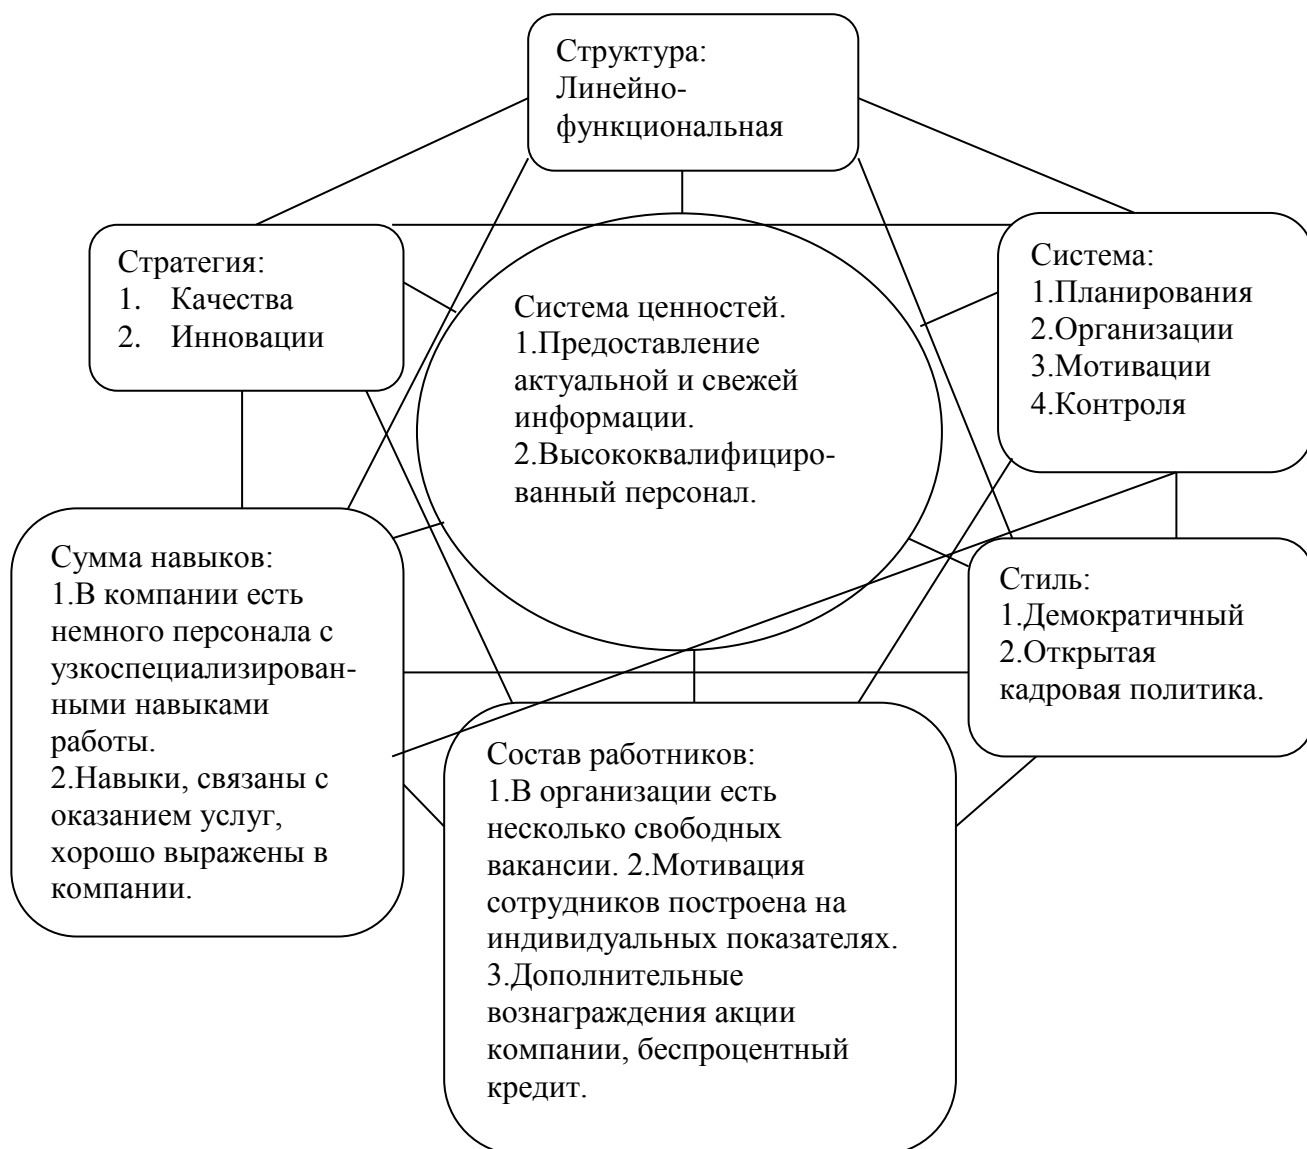 Структура:
Линейно-
функциональная
Стратегия:
1. Качества
2. Инновации
Система ценностей.
1.Предоставление
актуальной и свежей
информации.
2.Высококвалифициро-
ванный персонал.
Система:
1.Планирования
2.Организации
3.Мотивации
4.Контроля
Сумма навыков:
1.В компании есть
немного персонала с
узкоспециализирован-
ными навыками
работы.
2.Навыки, связаны с
оказанием услуг,
хорошо выражены в
компании.
Стиль:
1.Демократичный
2.Открытая
кадровая политика.
Состав работников:
1.В организации есть
несколько свободных
вакансии. 2.Мотивация
сотрудников построена на
индивидуальных показателях.
3.Дополнительные
вознаграждения акции
компании, беспроцентный
кредит.